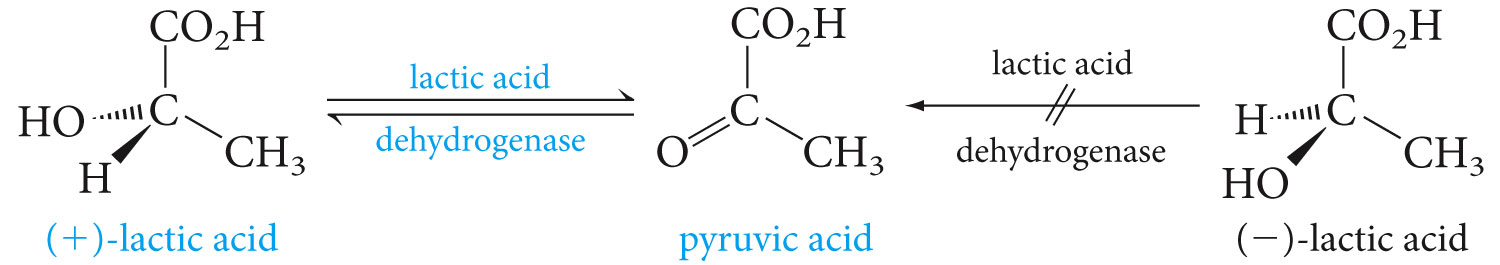 CO₂H
HO
C
H
CH₃
(+)-lactic acid
lactic acid
dehydrogenase
CO₂H
C
O
CH₃
pyruvic acid
lactic acid
dehydrogenase
CO₂H
H
C
HO
CH₃
(−)-lactic acid